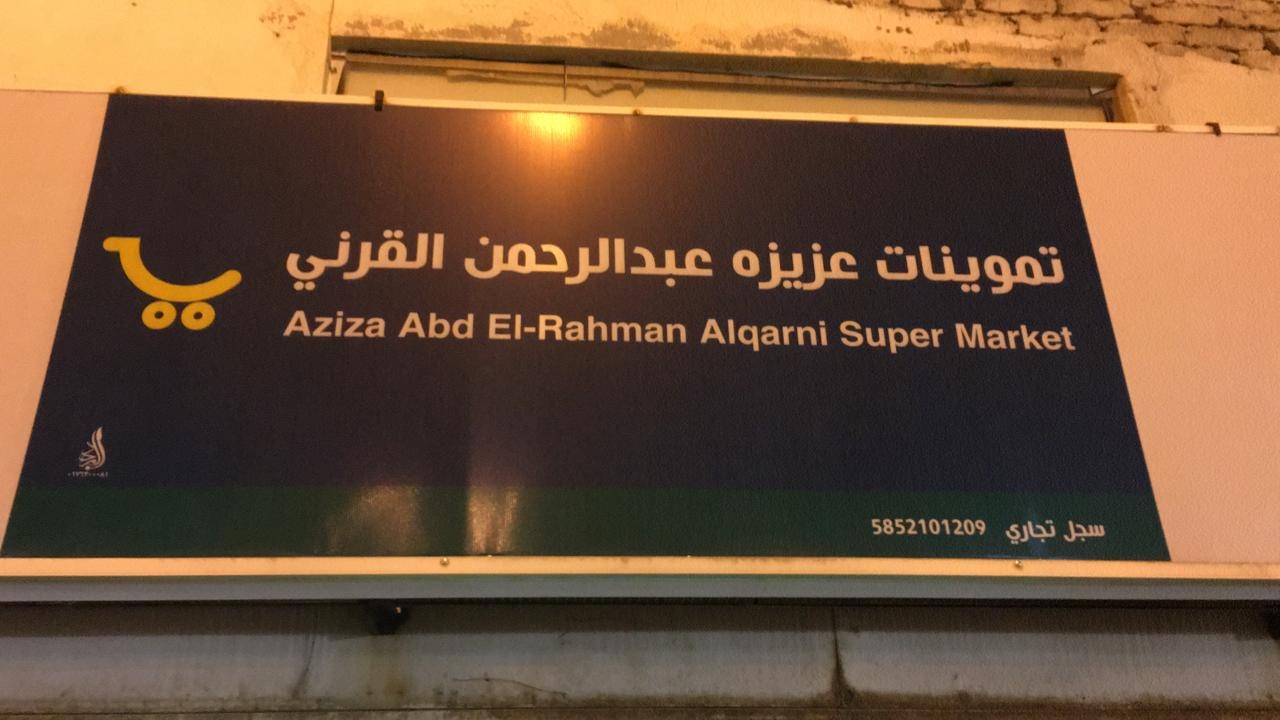 تموينات عزيزه عبدالرحمن القرني
Aziza Abd El-Rahman Alqarni Super Market
سجل تجاري 5852101209